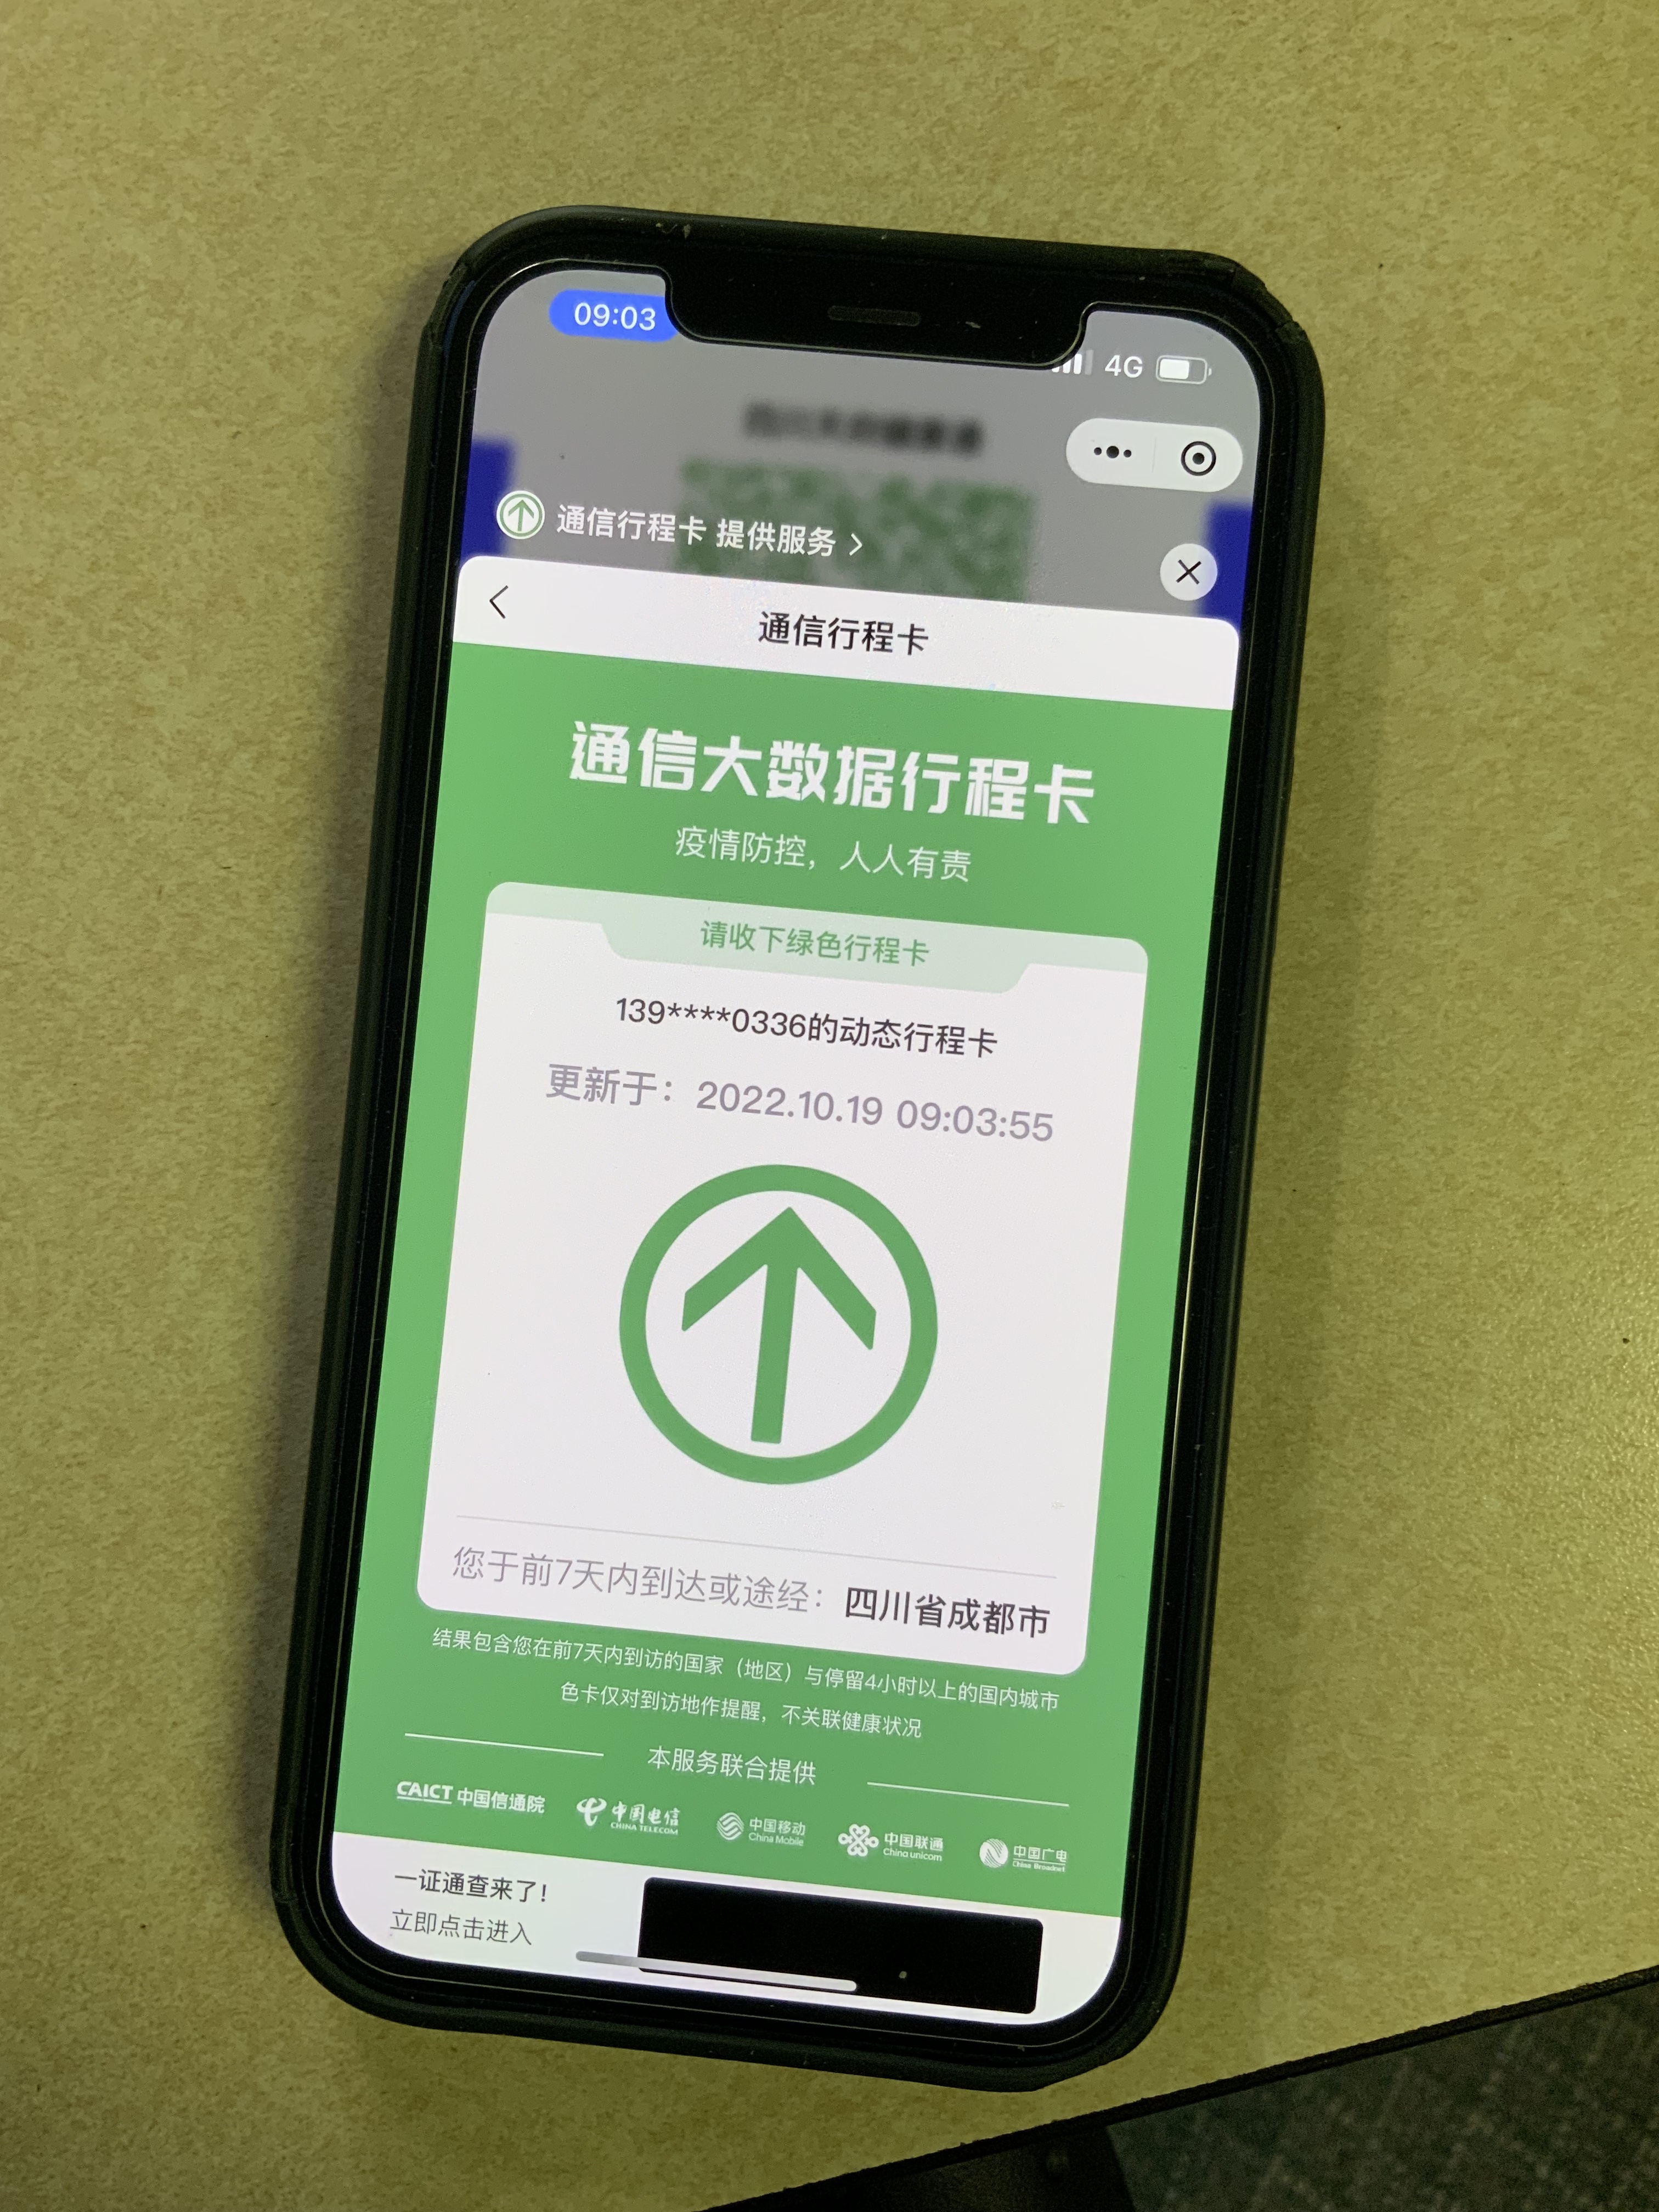 09:03
4G
通信行程卡 提供服务
通信行程卡
通信大数据行程卡
疫情防控，人人有责
请收下绿色行程卡
139****0336的动态行程卡
更新于：2022.10.19 09:03:55
您于前7天内到达或途经：四川省成都市
结果包含您在前7天内到访的国家（地区）与停留4小时以上的国内城市
色卡仅对到访地作提醒，不关联健康状况
本服务联合提供
CAICT 中国信通院 中国电信 CHINA TELECOM 中国移动 China Mobile 中国联通 China unicom 中国广电 China Broadnet
一证通查来了！
立即点击进入